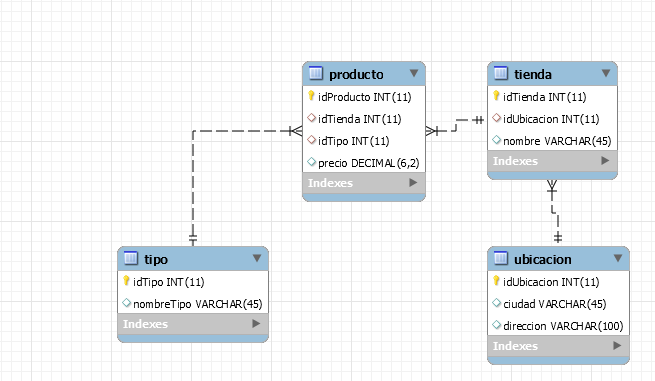 producto
idProducto INT(11)
idTienda INT(11)
idTipo INT(11)
precio DECIMAL(6,2)
Indexes
tienda
idTienda INT(11)
idUbicacion INT(11)
nombre VARCHAR(45)
Indexes
tipo
idTipo INT(11)
nombreTipo VARCHAR(45)
Indexes
ubicacion
idUbicacion INT(11)
ciudad VARCHAR(45)
direccion VARCHAR(100)
Indexes